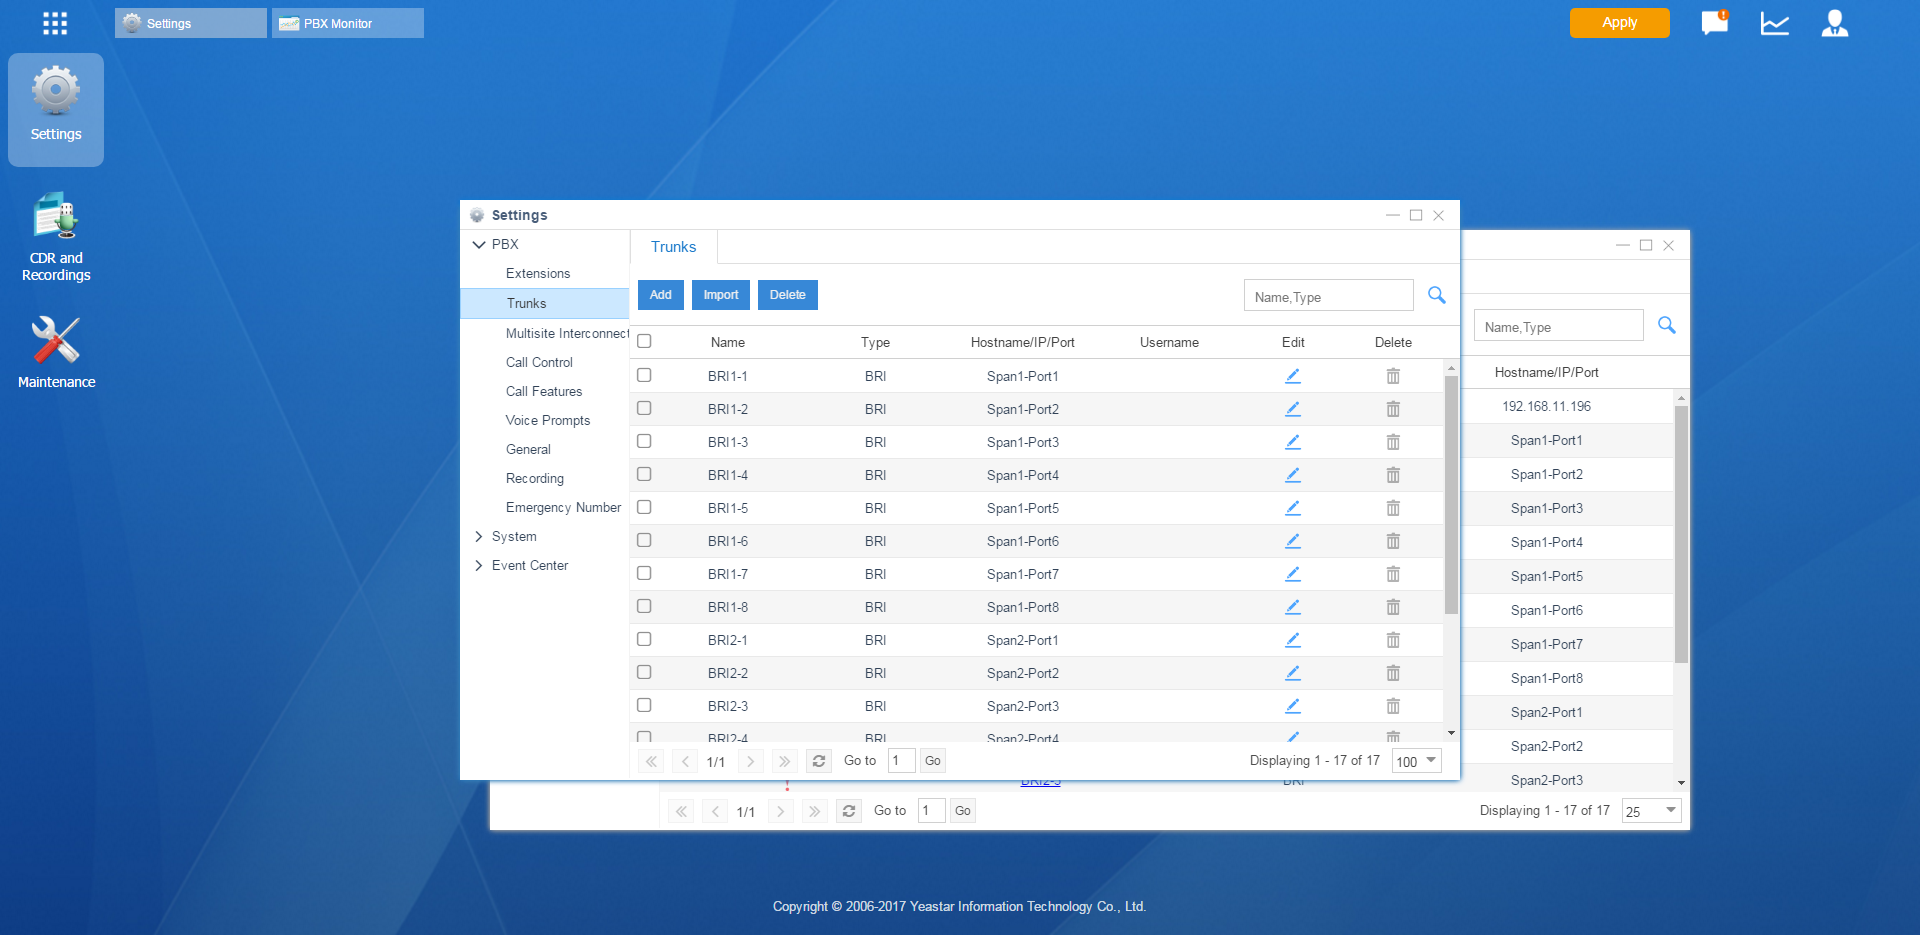 Settings
PBX Monitor
Apply
Settings
CDR and
Recordings
Maintenance
Settings
PBX
Extensions
Trunks
Multisite Interconnect
Call Control
Call Features
Voice Prompts
General
Recording
Emergency Number
System
Event Center
Trunks
Add Import Delete
Name,Type
Name Type Hostname/IP/Port Username Edit Delete
BRI1-1 BRI Span1-Port1
BRI1-2 BRI Span1-Port2
BRI1-3 BRI Span1-Port3
BRI1-4 BRI Span1-Port4
BRI1-5 BRI Span1-Port5
BRI1-6 BRI Span1-Port6
BRI1-7 BRI Span1-Port7
BRI1-8 BRI Span1-Port8
BRI2-1 BRI Span2-Port1
BRI2-2 BRI Span2-Port2
BRI2-3 BRI Span2-Port3
BRI2-4 BRI Span2-Port4
1/1 Go to 1 Go Displaying 1 - 17 of 17 100
Name,Type
Hostname/IP/Port
192.168.11.196
Span1-Port1
Span1-Port2
Span1-Port3
Span1-Port4
Span1-Port5
Span1-Port6
Span1-Port7
Span1-Port8
Span2-Port1
Span2-Port2
BRI2-3 BRI Span2-Port3
1/1 Go to 1 Go Displaying 1 - 17 of 17 25
Copyright © 2006-2017 Yeastar Information Technology Co., Ltd.